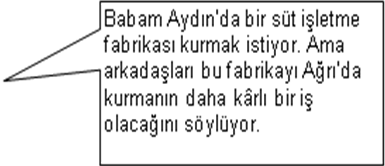 Babam Aydın'da bir süt işletme
fabrikası kurmak istiyor. Ama
arkadaşları bu fabrikayı Ağrı'da
kurmanın daha kârlı bir iş
olacağını söylüyor.